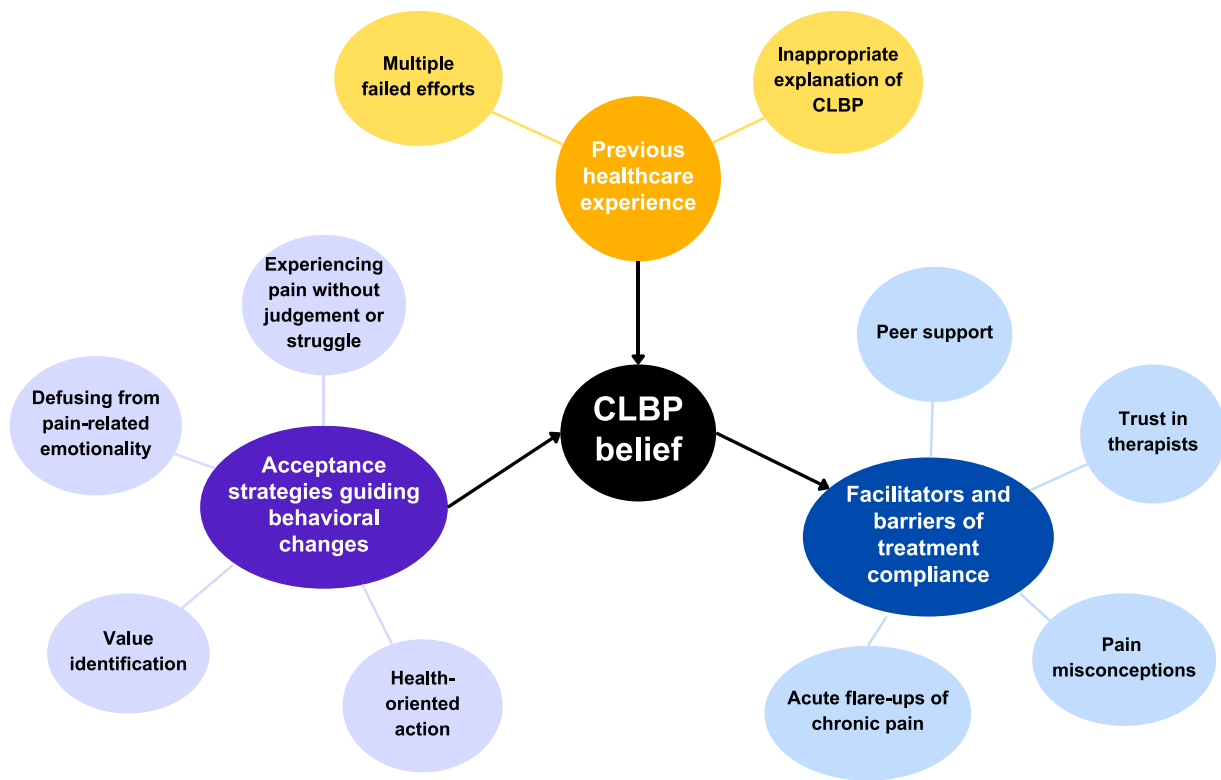 Multiple
failed efforts
Inappropriate
explanation of
CLBP
Previous
healthcare
experience
Experiencing
pain without
judgement or
struggle
Defusing from
pain-related
emotionality
Acceptance
strategies guiding
behavioral
changes
Value
identification
Health-
oriented
action
CLBP
belief
Peer support
Trust in
therapists
Facilitators and
barriers of
treatment
compliance
Pain
misconceptions
Acute flare-ups of
chronic pain